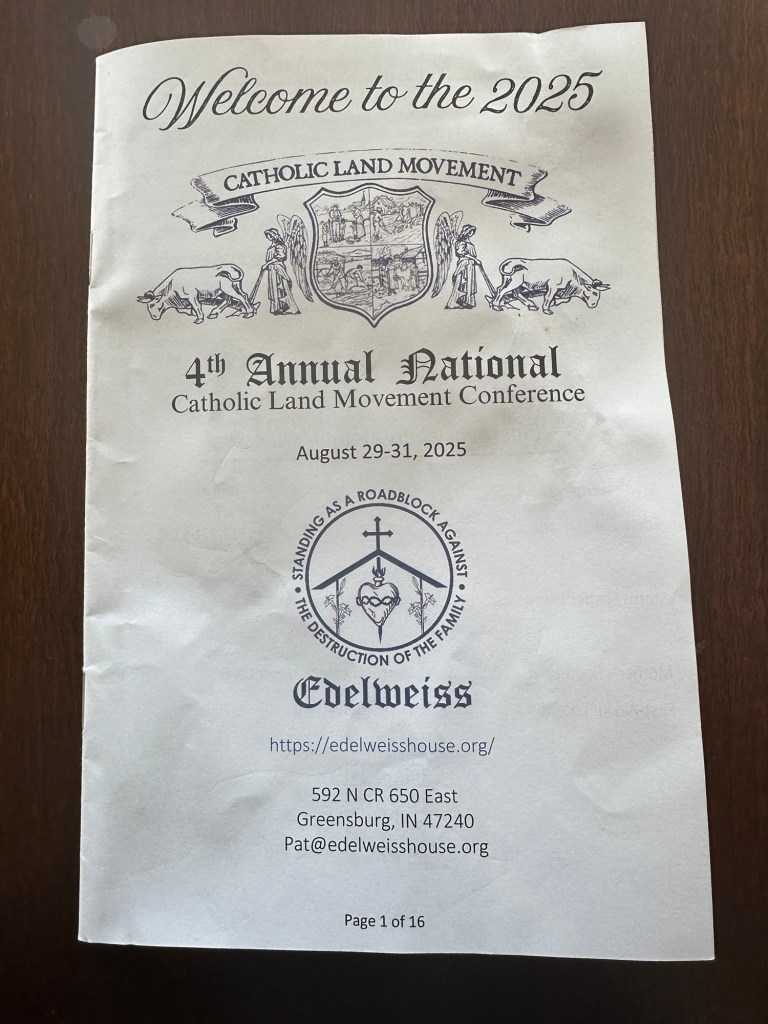 Welcome to the 2025
CATHOLIC LAND MOVEMENT
4th Annual National
Catholic Land Movement Conference
August 29-31, 2025
• STANDING AS A ROADBLOCK AGAINST •
THE DESTRUCTION OF THE FAMILY
Edelweiss
https://edelweisshouse.org/
592 N CR 650 East
Greensburg, IN 47240
Pat@edelweisshouse.org
Page 1 of 16